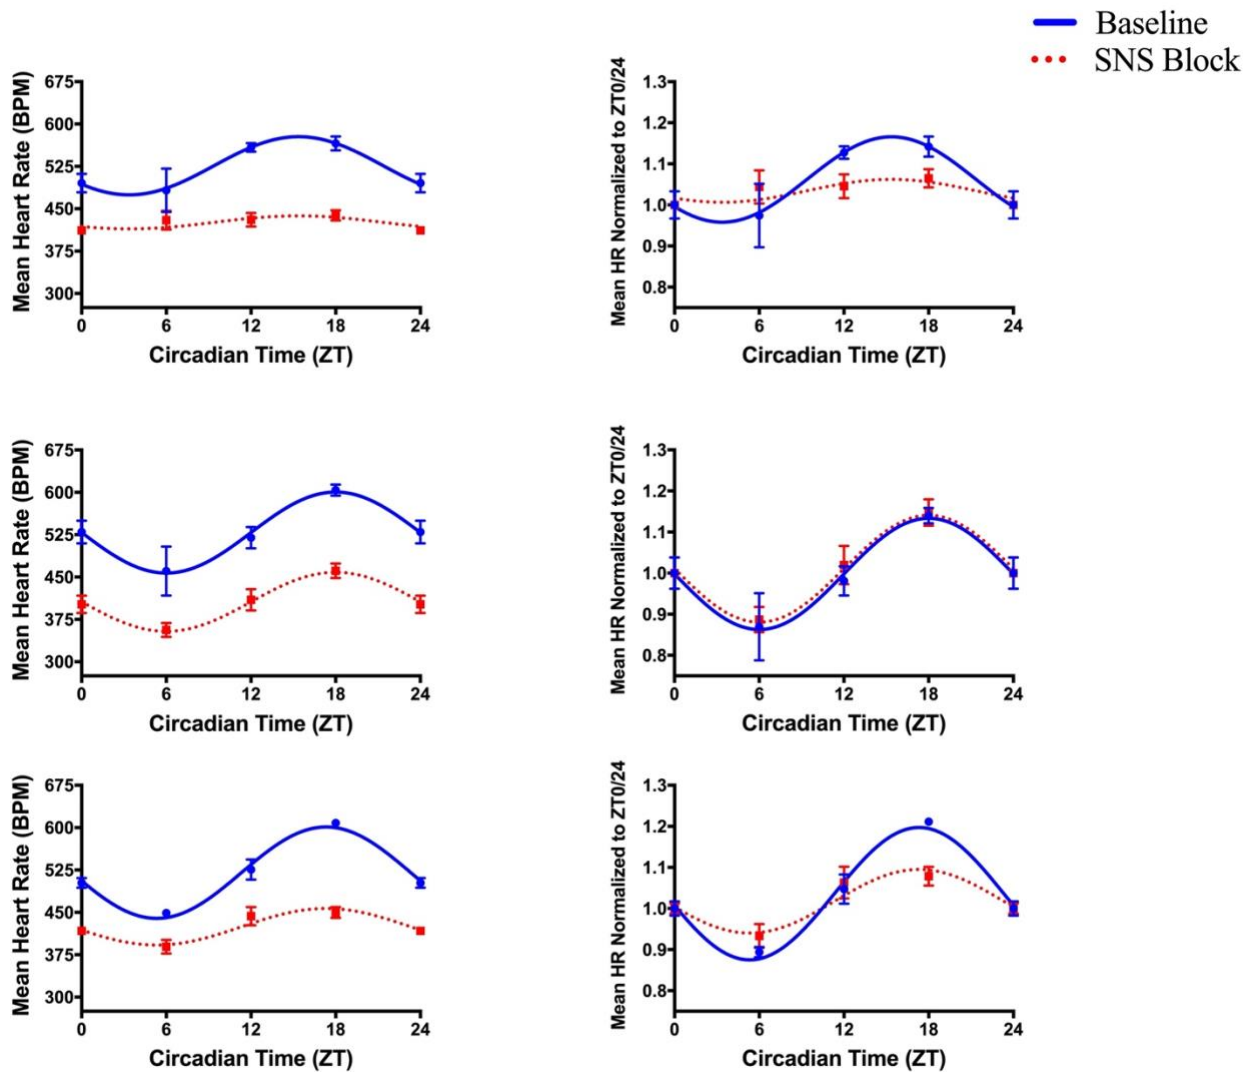 Baseline
SNS Block
Mean Heart Rate (BPM)
675
600
525
450
375
300
0 6 12 18 24
Circadian Time (ZT)
Mean HR Normalized to ZT0/24
1.3
1.2
1.1
1.0
0.9
0.8
0 6 12 18 24
Circadian Time (ZT)
Mean Heart Rate (BPM)
675
600
525
450
375
300
0 6 12 18 24
Circadian Time (ZT)
Mean HR Normalized to ZT0/24
1.3
1.2
1.1
1.0
0.9
0.8
0 6 12 18 24
Circadian Time (ZT)
Mean Heart Rate (BPM)
675
600
525
450
375
300
0 6 12 18 24
Circadian Time (ZT)
Mean HR Normalized to ZT0/24
1.3
1.2
1.1
1.0
0.9
0.8
0 6 12 18 24
Circadian Time (ZT)